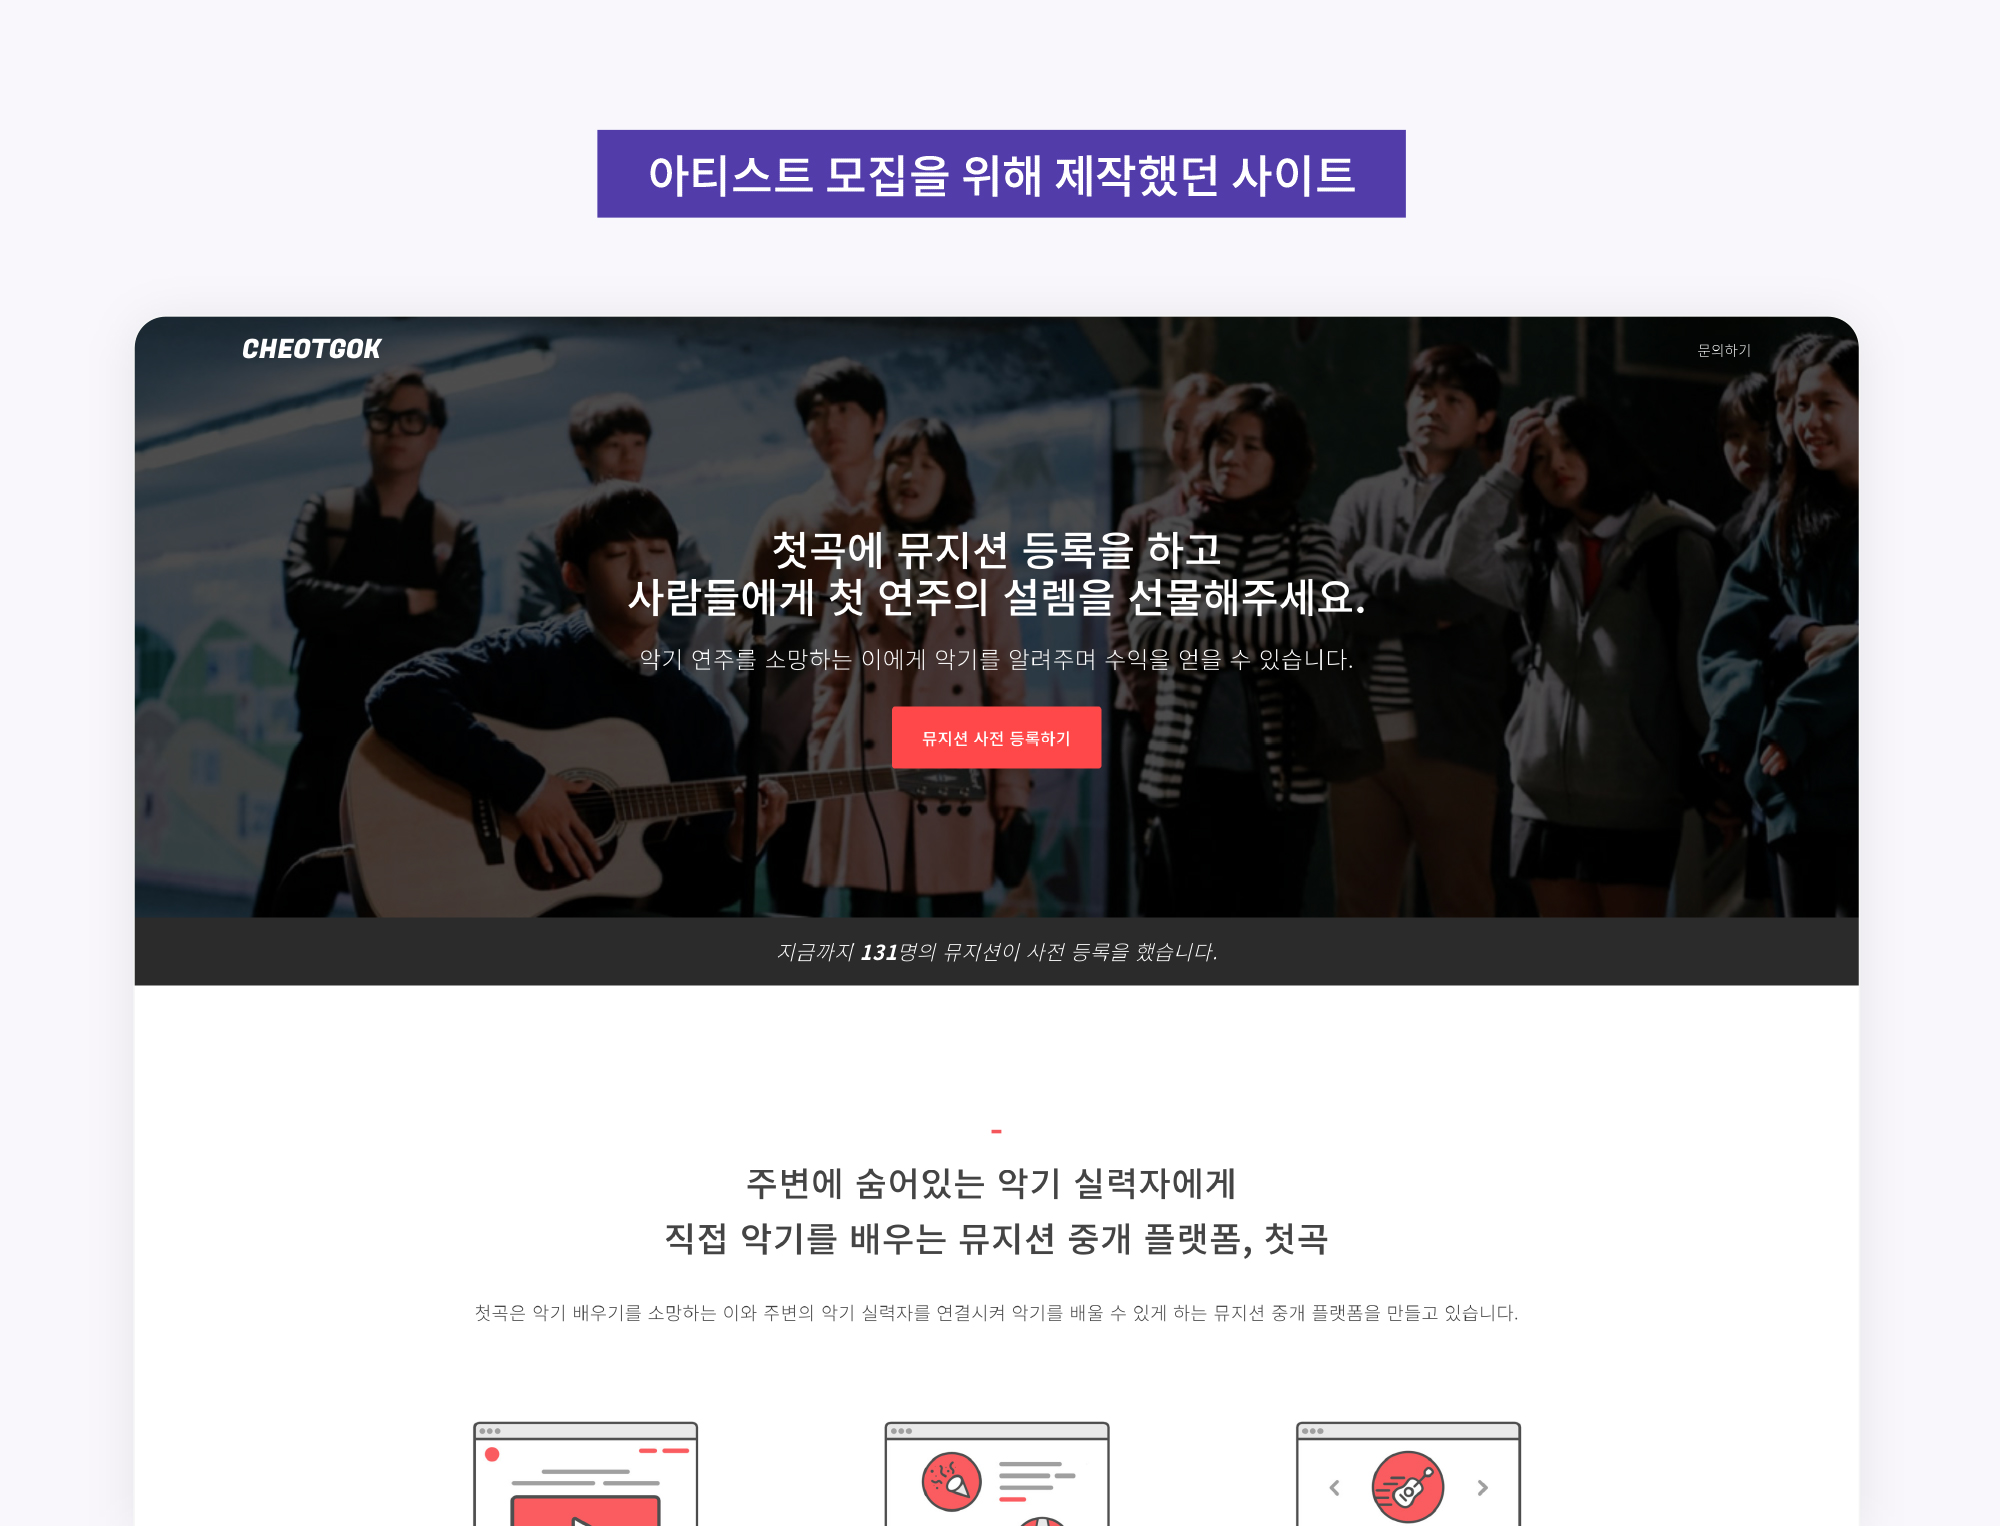 아티스트 모집을 위해 제작했던 사이트
CHEOTGOK
문의하기
첫곡에 뮤지션 등록을 하고
사람들에게 첫 연주의 설렘을 선물해주세요.
악기 연주를 소망하는 이에게 악기를 알려주며 수익을 얻을 수 있습니다.
뮤지션 사전 등록하기
지금까지 131명의 뮤지션이 사전 등록을 했습니다.
주변에 숨어있는 악기 실력자에게
직접 악기를 배우는 뮤지션 중개 플랫폼, 첫곡
첫곡은 악기 배우기를 소망하는 이와 주변의 악기 실력자를 연결시켜 악기를 배울 수 있게 하는 뮤지션 중개 플랫폼을 만들고 있습니다.